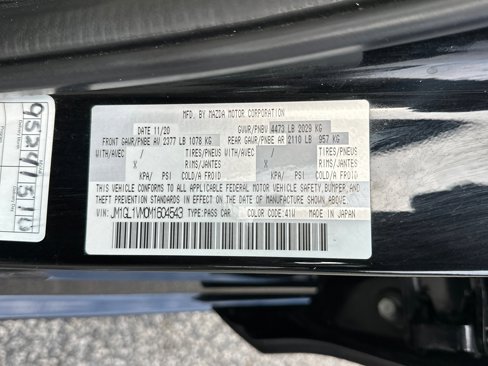 MFD. BY MAZDA MOTOR CORPORATION
DATE 11/20 GVWR/PNBV 4473 LB 2029 KG
FRONT GAWR/PNBE AV 2377 LB 1078 KG REAR GAWR/PNBE AR 2110 LB 957 KG
WITH/AVEC / TIRES/PNEUS WITH/AVEC / TIRES/PNEUS
X RIMS/JANTES X RIMS/JANTES
KPA/ PSI COLD/A FROID KPA/ PSI COLD/A FROID
THIS VEHICLE CONFORMS TO ALL APPLICABLE FEDERAL MOTOR VEHICLE SAFETY, BUMPER, AND
THEFT PREVENTION STANDARDS IN EFFECT ON THE DATE OF MANUFACTURE SHOWN ABOVE.
VIN: JM1GL1VM0M1604543 TYPE:PASS CAR COLOR CODE:41W MADE IN JAPAN